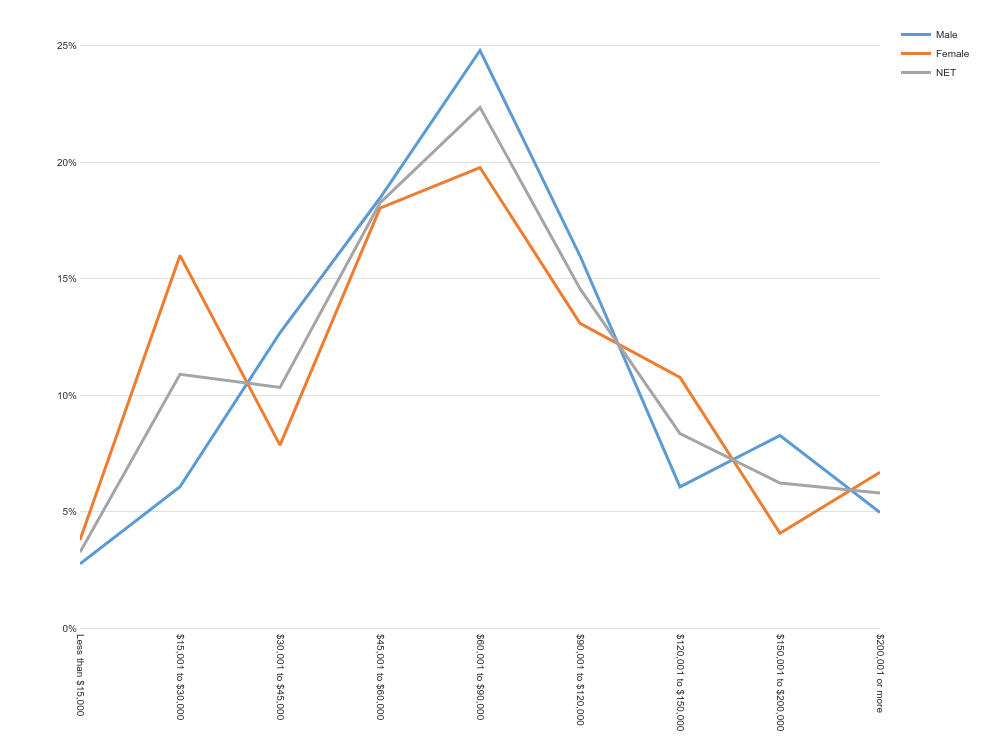 Male
Female
NET
25%
20%
15%
10%
5%
0%
Less than $15,000
$15,001 to $30,000
$30,001 to $45,000
$45,001 to $60,000
$60,001 to $90,000
$90,001 to $120,000
$120,001 to $150,000
$150,001 to $200,000
$200,001 or more